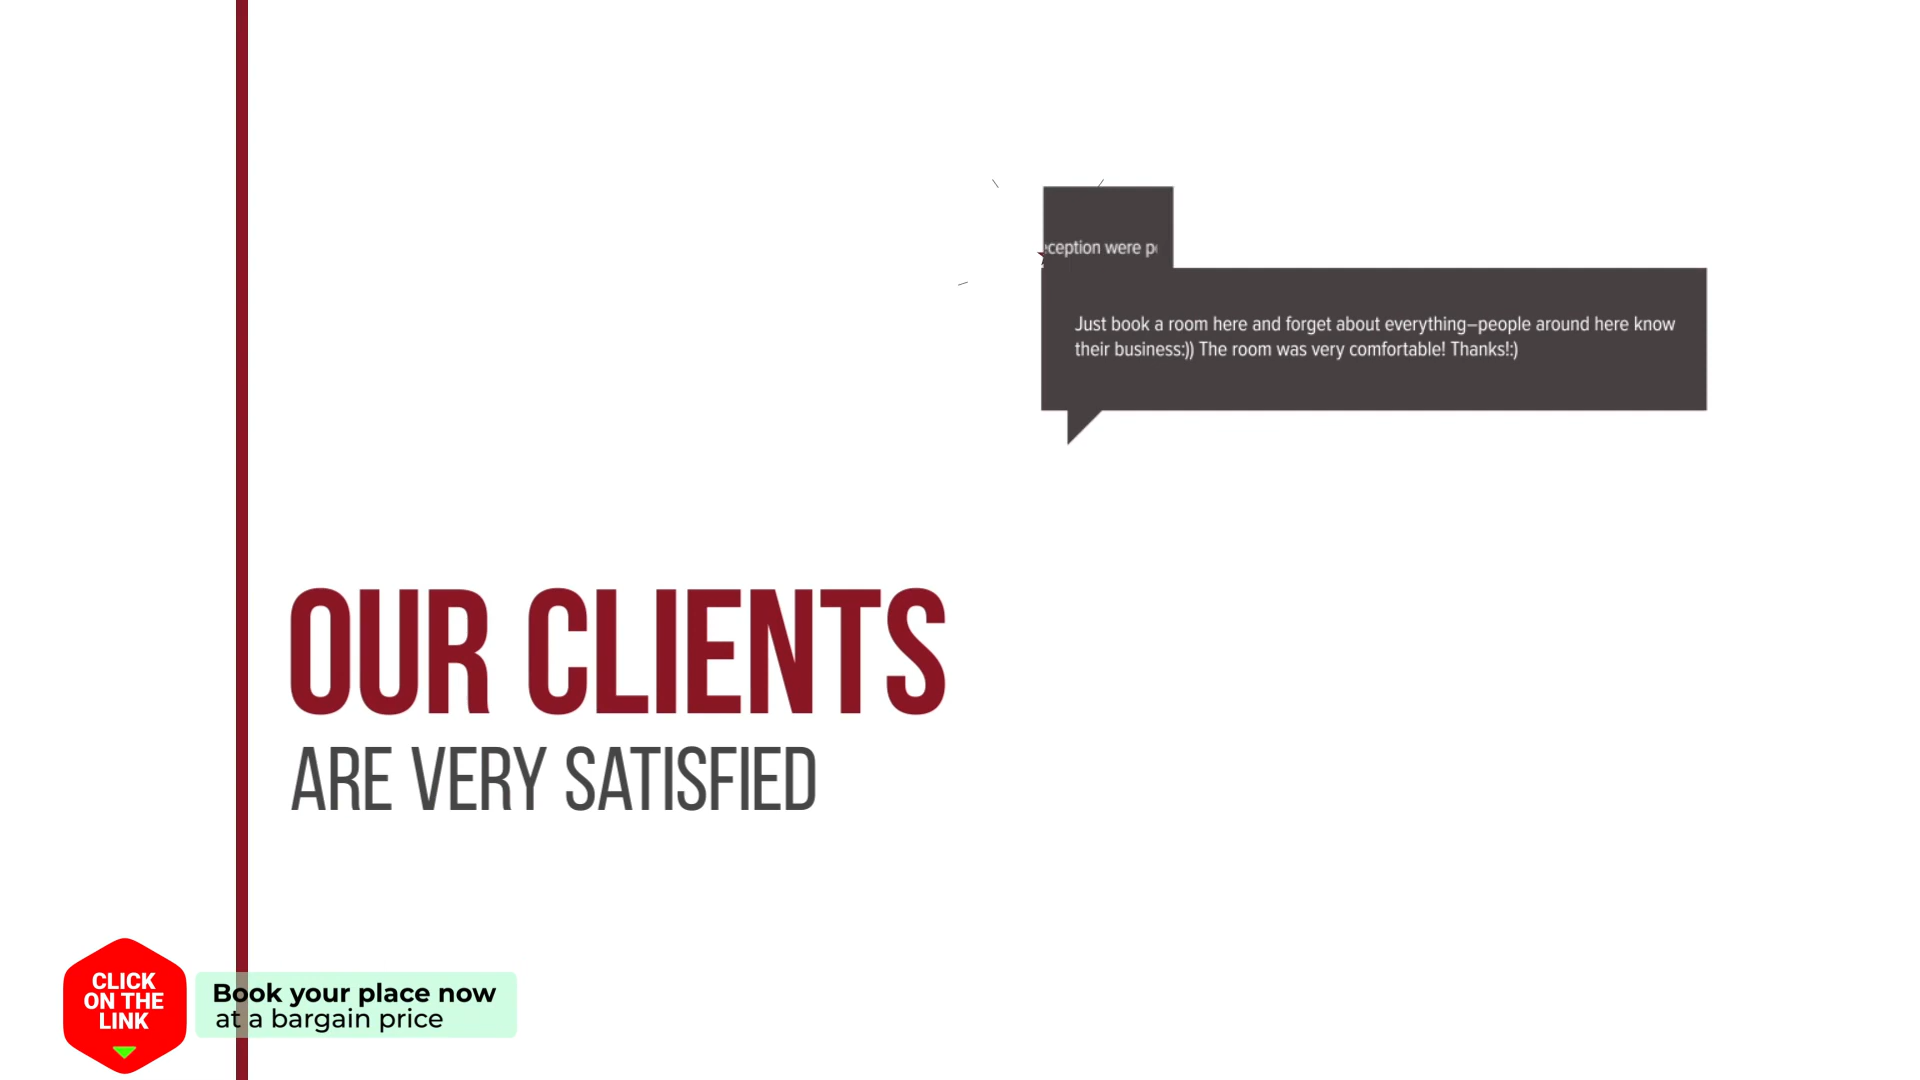 ception were
Just book a room here and forget about everything–people around here know
their business:)) The room was very comfortable! Thanks!:)
OUR CLIENTS
ARE VERY SATISFIED
CLICK
ON THE
LINK
Book your place now
at a bargain price